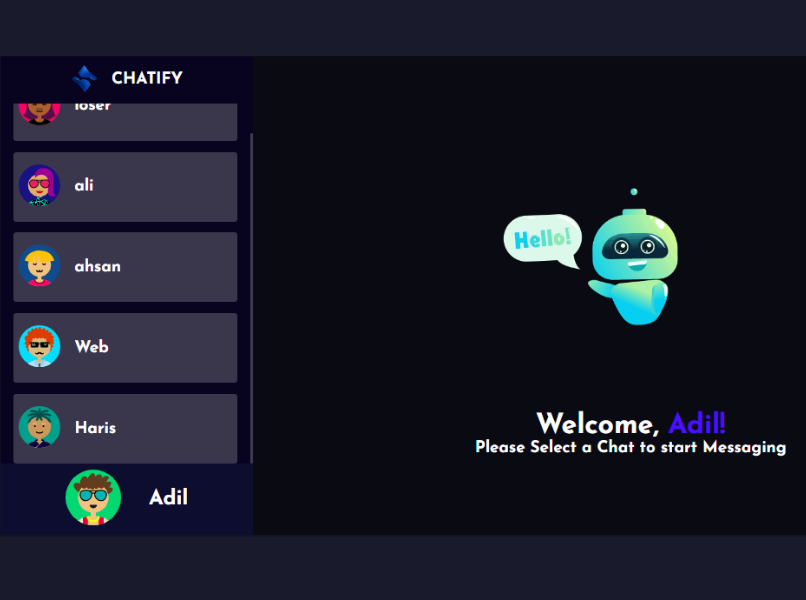 CHATIFY
loser
ali
ahsan
Web
Haris
Adil
Hello!
Welcome, Adil!
Please Select a Chat to start Messaging